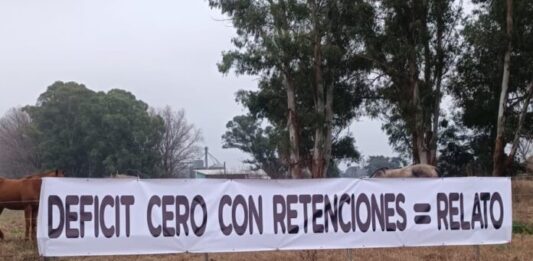 DEFICIT CERO CON RETENCIONES = RELATO